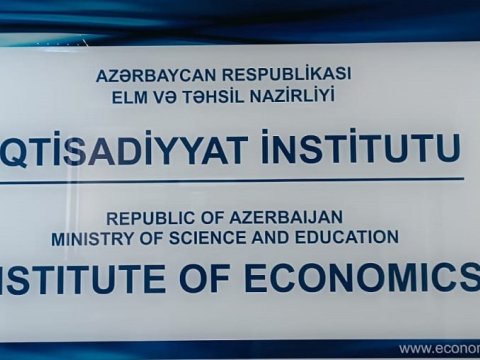 AZƏRBAYCAN RESPUBLİKASI
ELM VƏ TƏHSİL NAZİRLİYİ
QTİSADİYYAT İNSTİTUTU
REPUBLIC OF AZERBAIJAN
MINISTRY OF SCIENCE AND EDUCATION
NSTITUTE OF ECONOMICS
www.econom